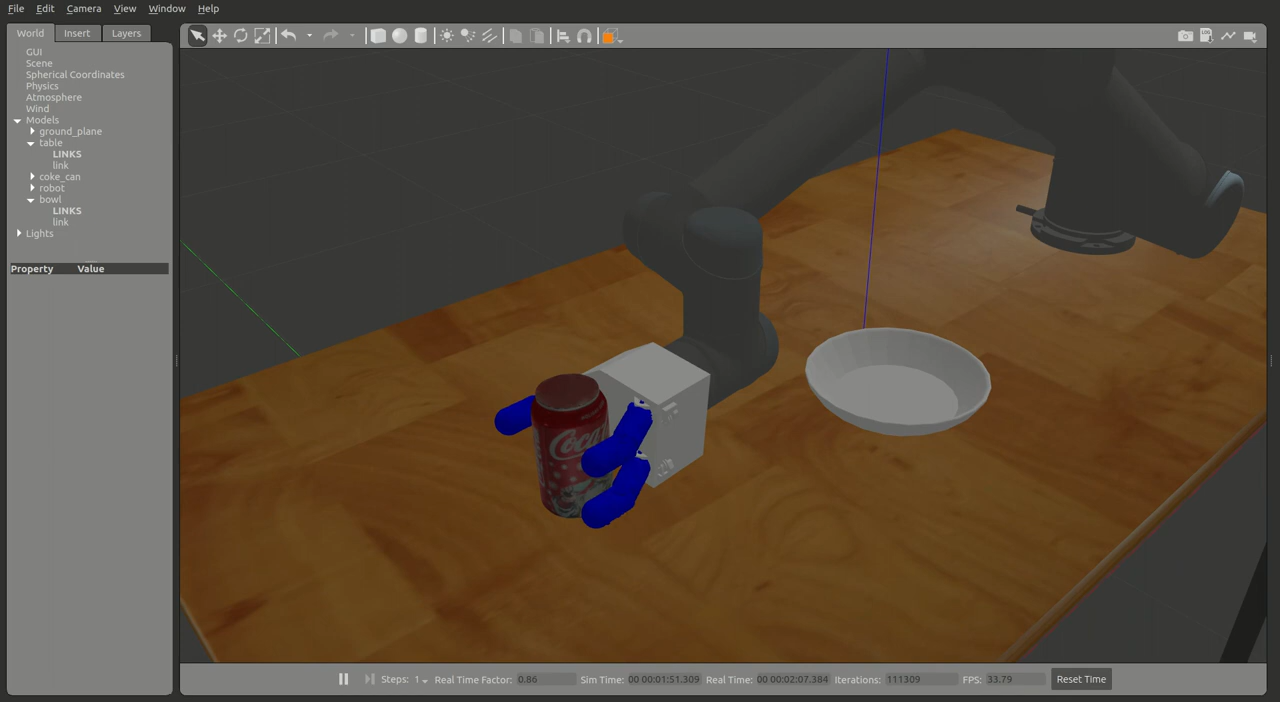 File Edit Camera View Window Help
World Insert Layers
GUI
Scene
Spherical Coordinates
Physics
Atmosphere
Wind
Models
ground_plane
table
LINKS
link
coke_can
robot
bowl
LINKS
link
Lights
Property Value
LOG
Steps: 1 Real Time Factor: 0.86 Sim Time: 00 00:01:51.309 Real Time: 00 00:02:07.384 Iterations: 111309 FPS: 33.79 Reset Time